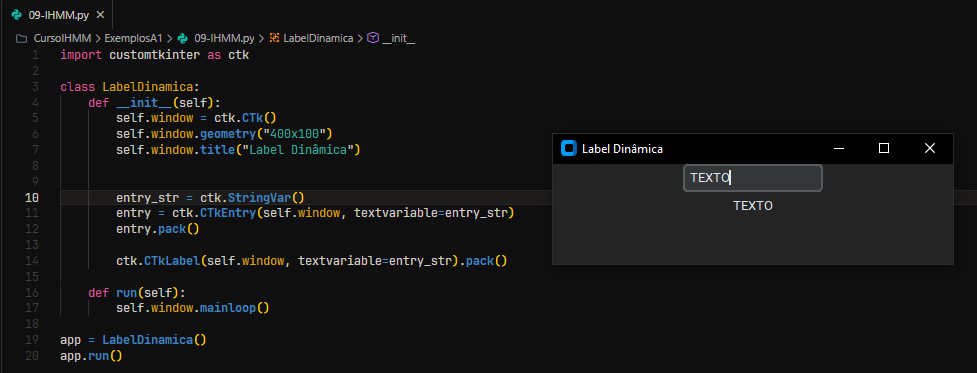 09-IHMM.py
CursoIHMM > ExemplosA1 > 09-IHMM.py > LabelDinamica > __init__
1 import customtkinter as ctk
2
3 class LabelDinamica:
4     def __init__(self):
5         self.window = ctk.CTk()
6         self.window.geometry("400x100")
7         self.window.title("Label Dinâmica")
8
9
10         entry_str = ctk.StringVar()
11         entry = ctk.CTkEntry(self.window, textvariable=entry_str)
12         entry.pack()
13
14         ctk.CTkLabel(self.window, textvariable=entry_str).pack()
15
16     def run(self):
17         self.window.mainloop()
18
19 app = LabelDinamica()
20 app.run()
Label Dinâmica
TEXTO
TEXTO